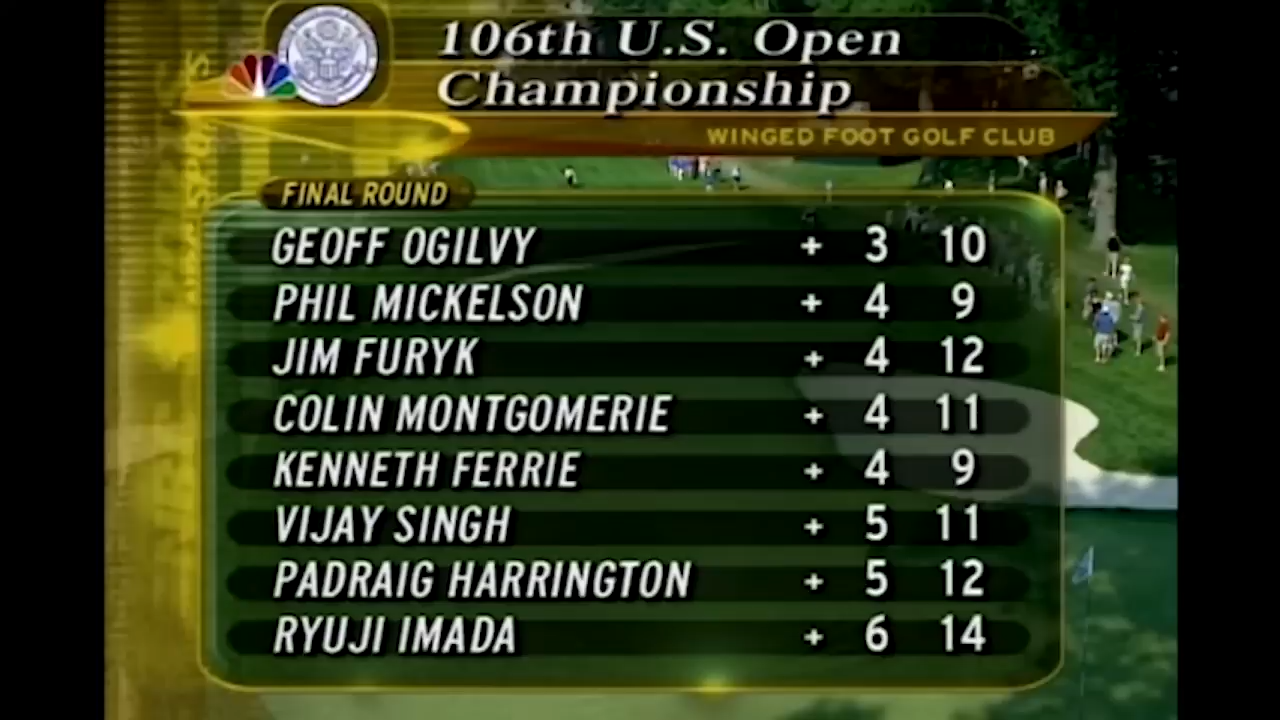 106th U.S. Open
Championship
WINGED FOOT GOLF CLUB
FINAL ROUND
GEOFF OGILVY + 3 10
PHIL MICKELSON + 4 9
JIM FURYK + 4 12
COLIN MONTGOMERIE + 4 11
KENNETH FERRIE + 4 9
VIJAY SINGH + 5 11
PADRAIG HARRINGTON + 5 12
RYUJI IMADA + 6 14